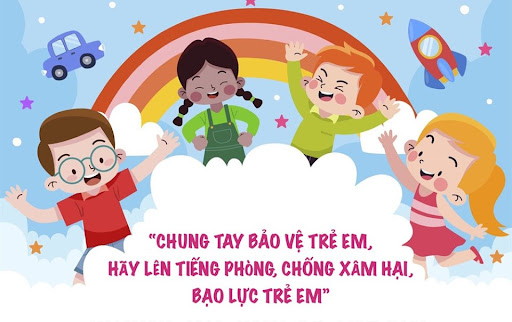 “CHUNG TAY BẢO VỆ TRẺ EM,
HÃY LÊN TIẾNG PHÒNG, CHỐNG XÂM HẠI,
BẠO LỰC TRẺ EM”